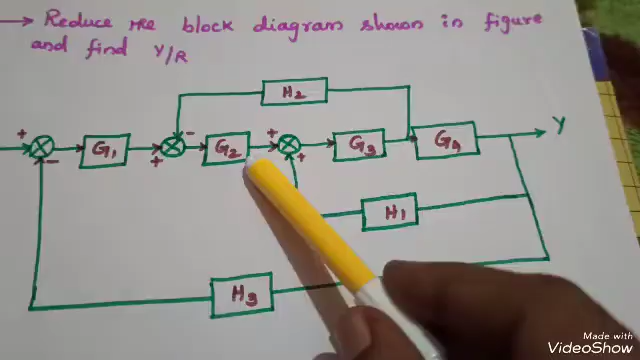 → Reduce the block diagram shown in figure
and find Y/R
H2
+ - + Y
G1 G2 G3 G4
- + +
H1
H3
Made with
VideoShow